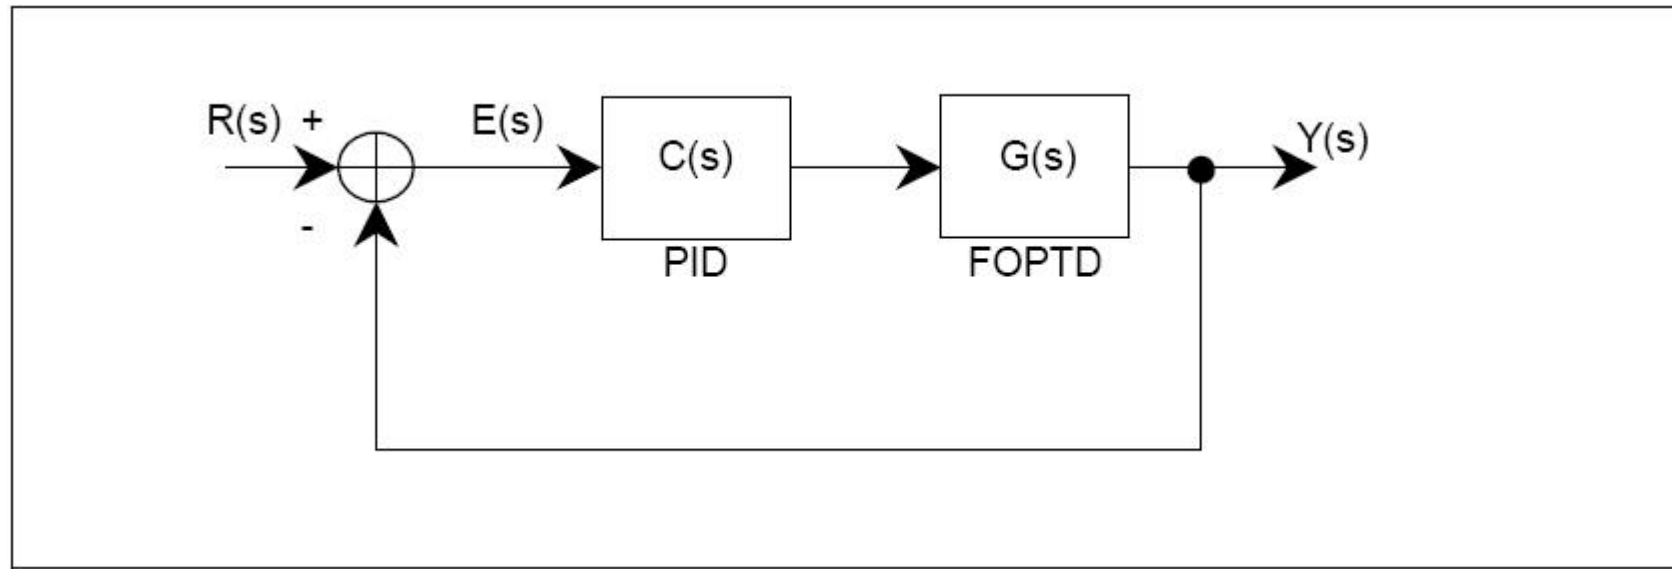 R(s) +
E(s)
C(s)
G(s)
Y(s)
-
PID
FOPTD